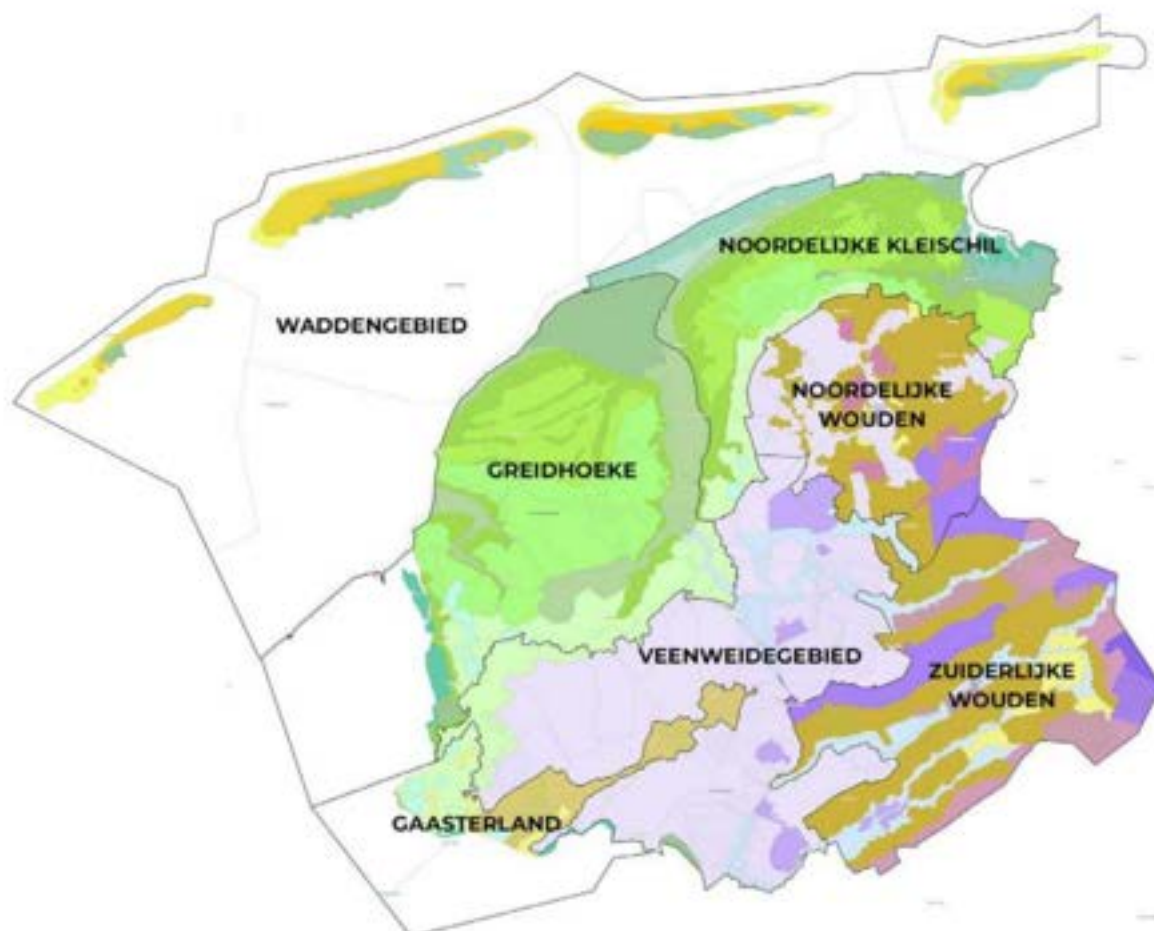 NOORDELIJKE KLEISCHIL
WADDENGEBIED
NOORDELIJKE
WOUDEN
GREIDHOEKE
VEENWEIDEGEBIED
ZUIDERLIJKE
WOUDEN
GAASTERLAND